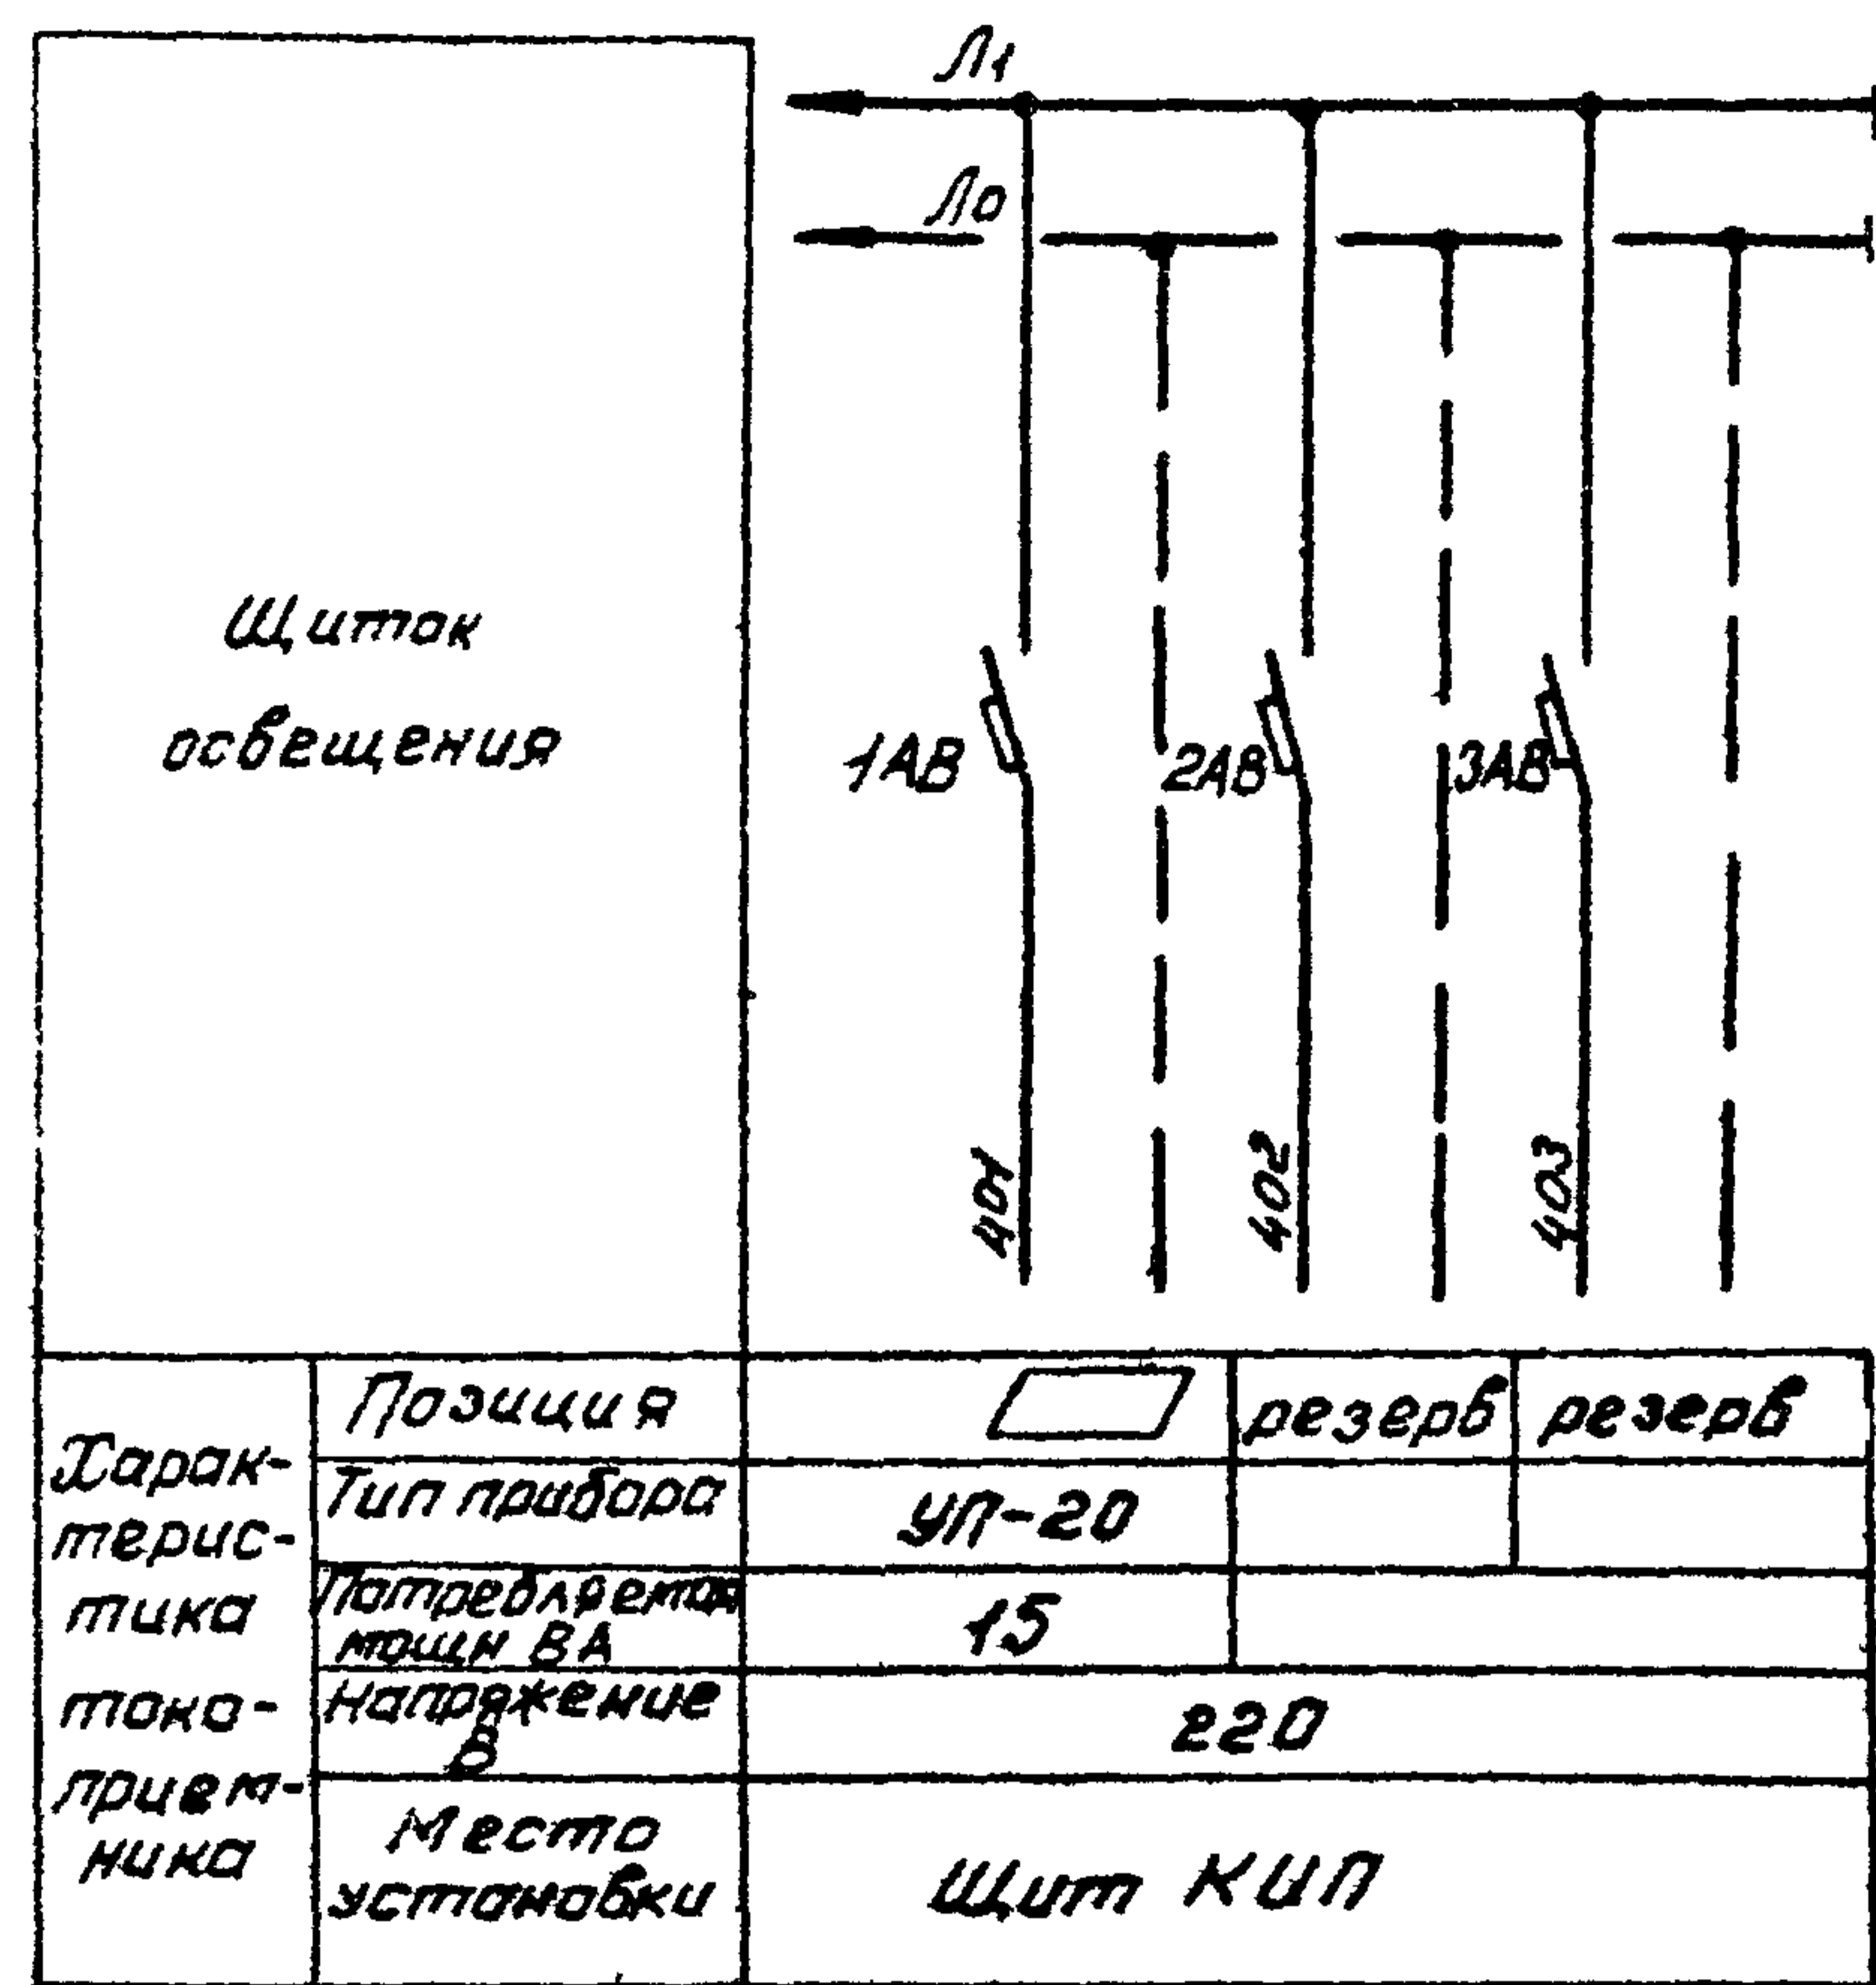 Л1
Л0
Щиток
освещения
1АВ
2АВ
3АВ
401
402
403
Харак-
терис-
тика
токо-
прием-
ника
Позиция
резерв
резерв
Тип прибора
УП-20
Потребляемая
мощн ВА
15
Напряжение
В
220
Место
установки
Щит КИП